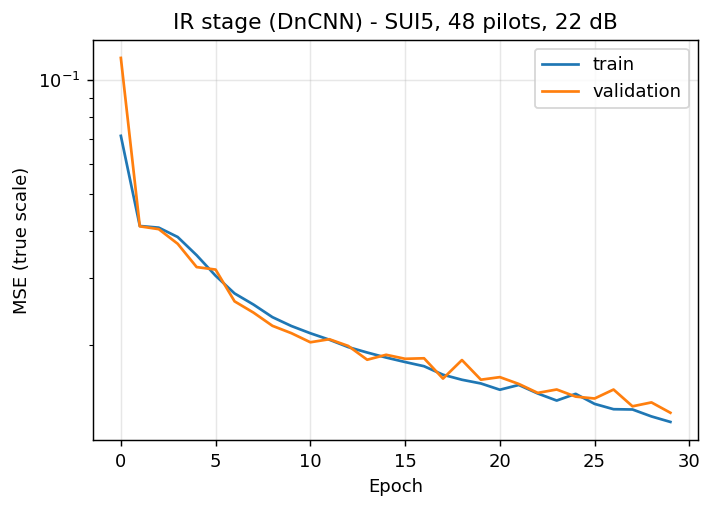 IR stage (DnCNN) - SUI5, 48 pilots, 22 dB
train
validation
10⁻¹
MSE (true scale)
0 5 10 15 20 25 30
Epoch